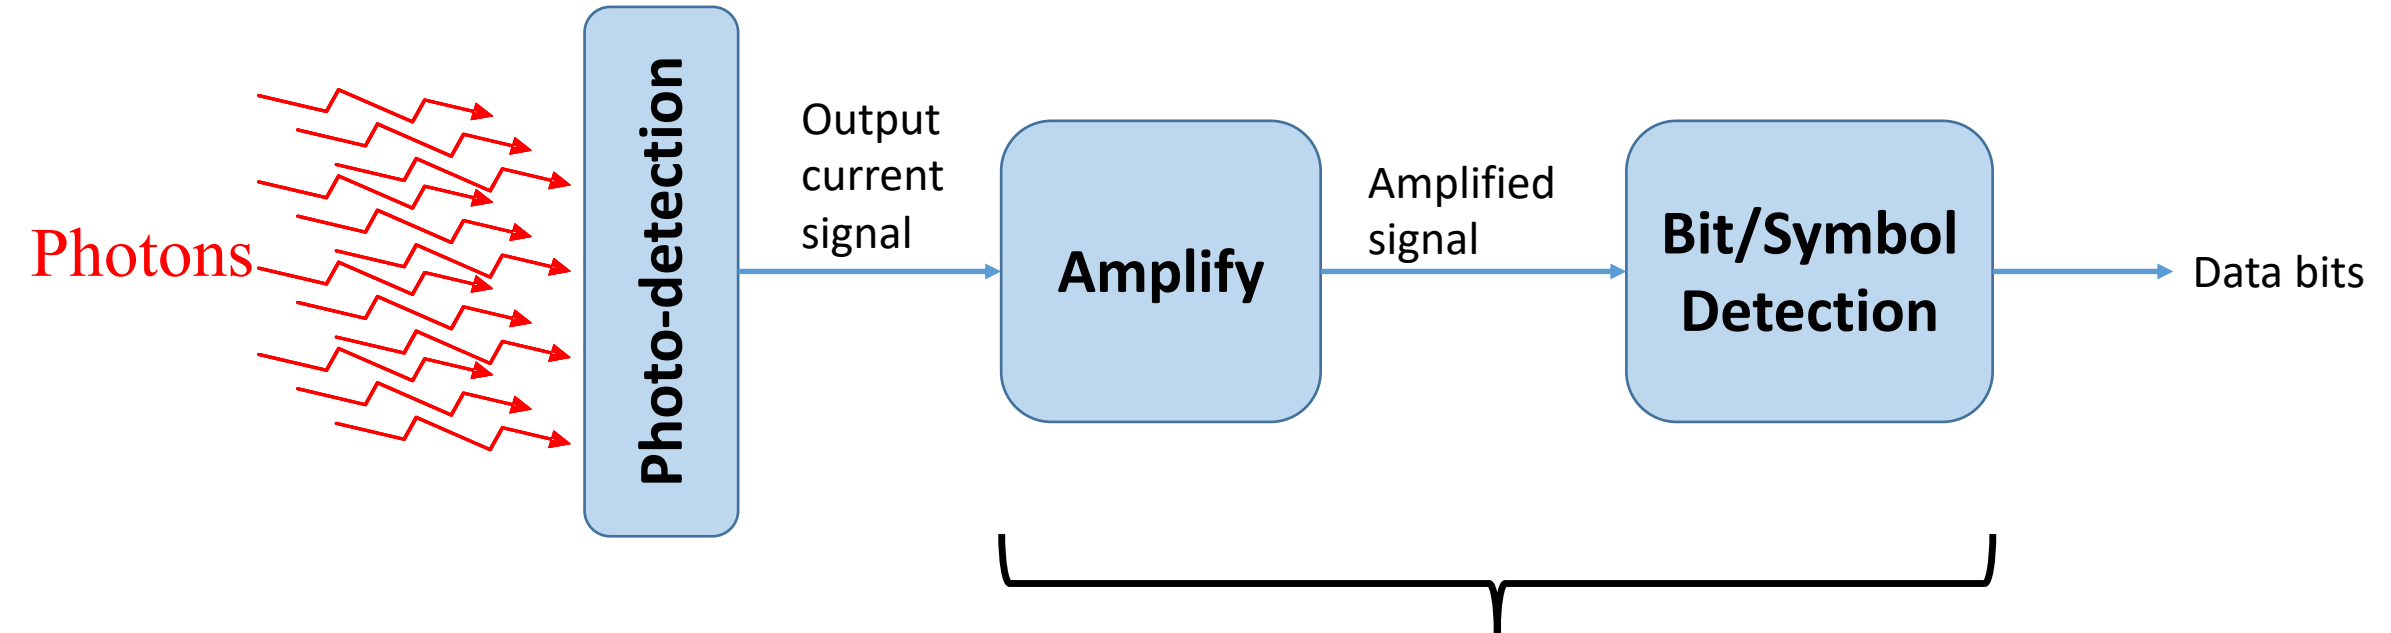 Photons
Photo-detection
Output
current
signal
Amplify
Amplified
signal
Bit/Symbol
Detection
Data bits